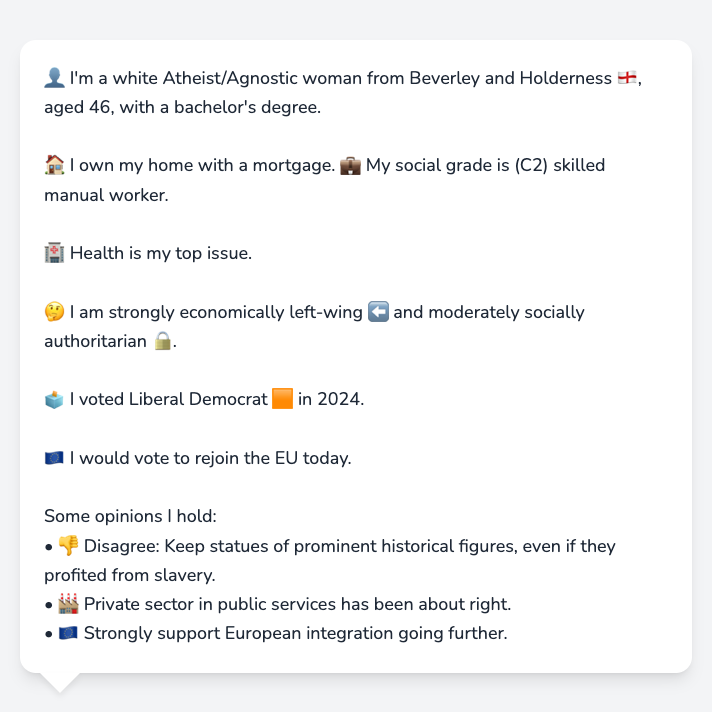 👤 I'm a white Atheist/Agnostic woman from Beverley and Holderness 🏴󠁧󠁢󠁥󠁮󠁧󠁿,
aged 46, with a bachelor's degree.
🏠 I own my home with a mortgage. 💼 My social grade is (C2) skilled
manual worker.
🏥 Health is my top issue.
🤔 I am strongly economically left-wing ⬅️ and moderately socially
authoritarian 🔒.
🗳️ I voted Liberal Democrat 🟧 in 2024.
🇪🇺 I would vote to rejoin the EU today.
Some opinions I hold:
• 👎 Disagree: Keep statues of prominent historical figures, even if they
profited from slavery.
• 🏭 Private sector in public services has been about right.
• 🇪🇺 Strongly support European integration going further.